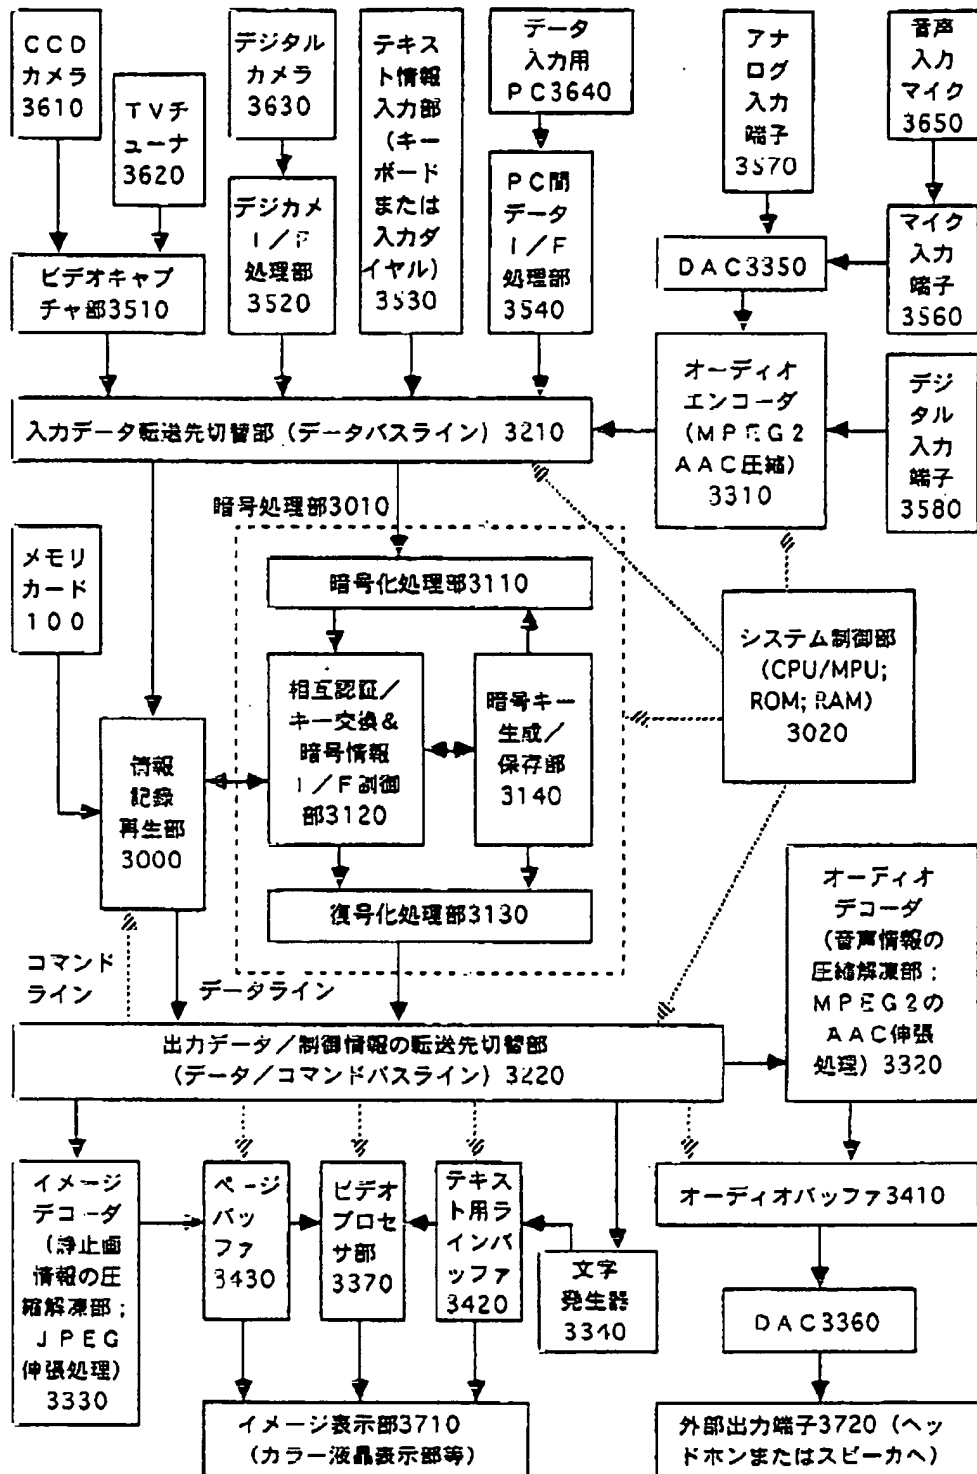 CCD
カメラ
3610
TVチ
ューナ
3620
デジタル
カメラ
3630
テキス
ト情報
入力部
(キー
ボード
または
入力ダ
イヤル)
3530
データ
入力用
PC3640
アナ
ログ
入力
端子
3570
音声
入力
マイク
3650
デジカメ
I/F
処理部
3520
PC間
データ
I/F
処理部
3540
マイク
入力
端子
3560
ビデオキャプ
チャ部3510
DAC3350
オーディオ
エンコーダ
(MPEG2
AAC圧縮)
3310
デジ
タル
入力
端子
3580
入力データ転送先切替部(データバスライン)3210
暗号処理部3010
メモリ
カード
100
暗号化処理部3110
システム制御部
(CPU/MPU;
ROM;RAM)
3020
相互認証/
キー交換&
暗号情報
I/F制御
部3120
暗号キー
生成/
保存部
3140
情報
記録
再生部
3000
復号化処理部3130
オーディオ
デコーダ
(音声情報の
圧縮解凍部;
MPEG2の
AAC伸張
処理)3320
コマンド
ライン
データライン
出力データ/制御情報の転送先切替部
(データ/コマンドバスライン)3220
イメージ
デコーダ
(静止画
情報の圧
縮解凍部;
JPEG
伸張処理)
3330
ページ
バッ
ファ
3430
ビデオ
プロセ
サ部
3370
テキス
ト用ラ
インバ
ッファ
3420
文字
発生器
3340
オーディオバッファ3410
DAC3360
イメージ表示部3710
(カラー液晶表示部等)
外部出力端子3720(ヘッ
ドホンまたはスピーカへ)